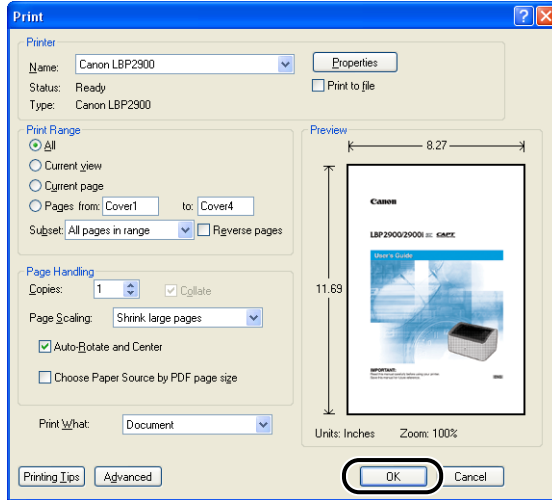 Print
Printer
Name: Canon LBP2900 Properties
Status: Ready Print to file
Type: Canon LBP2900
Print Range
All
Current view
Current page
Pages from: Cover1 to: Cover4
Subset: All pages in range Reverse pages
Page Handling
Copies: 1 Collate
Page Scaling: Shrink large pages
Auto-Rotate and Center
Choose Paper Source by PDF page size
Print What: Document
Preview
8.27
11.69
Canon
LBP2900/2900i CAPT
User's Guide
IMPORTANT:
Units: Inches Zoom: 100%
Printing Tips Advanced OK Cancel